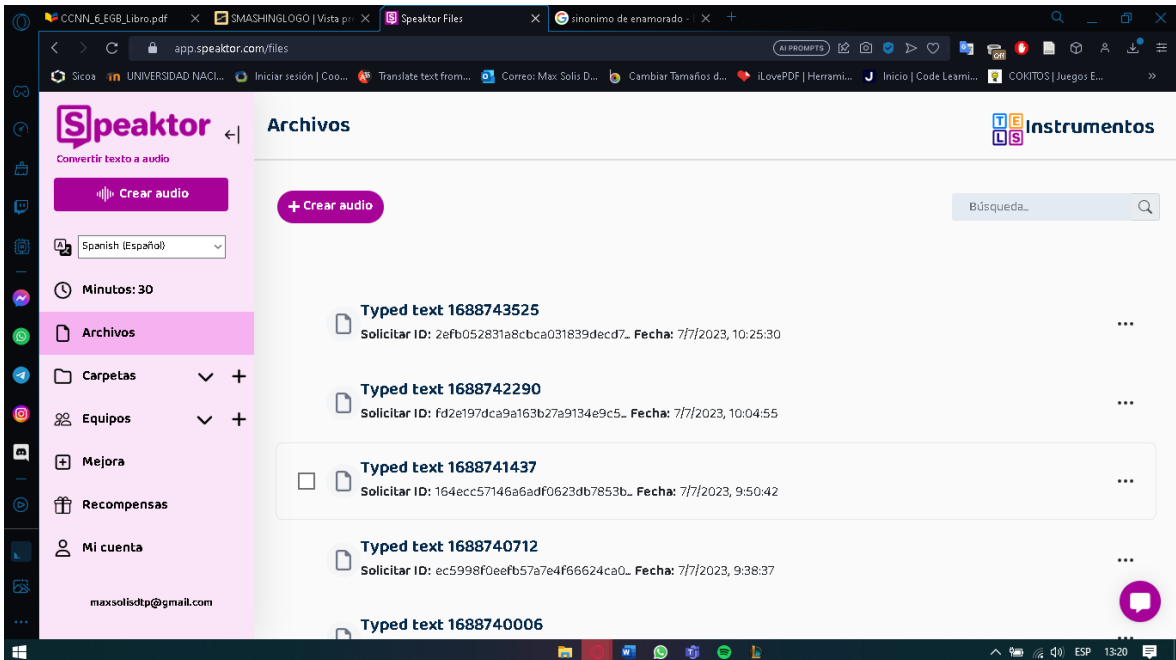 CCNN_6_EGB_Libro.pdf
SMASHINGLOGO | Vista pr
Speaktor Files
sinonimo de enamorado -
app.speaktor.com/files
AI PROMPTS
Off
Sicoa
UNIVERSIDAD NACI...
Iniciar sesión | Coo...
Translate text from...
Correo: Max Solis D...
Cambiar Tamaños d...
iLovePDF | Herrami...
Inicio | Code Learni...
COKITOS | Juegos E...
Speaktor
Convertir texto a audio
Crear audio
Spanish (Español)
Minutos: 30
Archivos
Carpetas
Equipos
Mejora
Recompensas
Mi cuenta
maxsolisdtp@gmail.com
Archivos
TELS Instrumentos
+ Crear audio
Búsqueda...
Typed text 1688743525
Solicitar ID: 2efb052831a8cbca031839decd7... Fecha: 7/7/2023, 10:25:30
Typed text 1688742290
Solicitar ID: fd2e197dca9a163b27a9134e9c5... Fecha: 7/7/2023, 10:04:55
Typed text 1688741437
Solicitar ID: 164ecc57146a6adf0623db7853b... Fecha: 7/7/2023, 9:50:42
Typed text 1688740712
Solicitar ID: ec5998f0eefb57a7e4f66624ca0... Fecha: 7/7/2023, 9:38:37
Typed text 1688740006
ESP
13:20